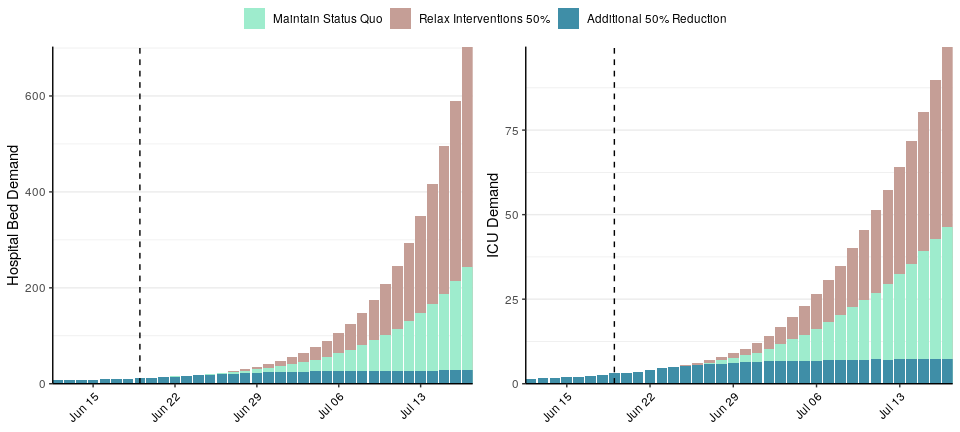 Maintain Status Quo Relax Interventions 50% Additional 50% Reduction
Hospital Bed Demand
600
400
200
0
Jun 15 Jun 22 Jun 29 Jul 06 Jul 13
ICU Demand
75
50
25
0
Jun 15 Jun 22 Jun 29 Jul 06 Jul 13